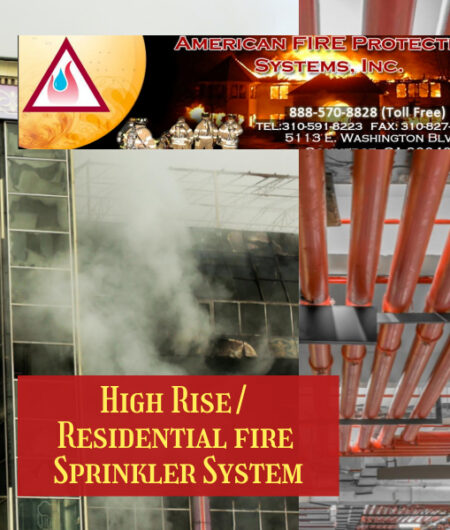 American FIRE Protecti
Systems, Inc.
888-570-8828 (Toll Free)
TEL:310-591-8223 FAX: 310-827-
5113 E. Washington Blv
High Rise /
Residential fire
Sprinkler System